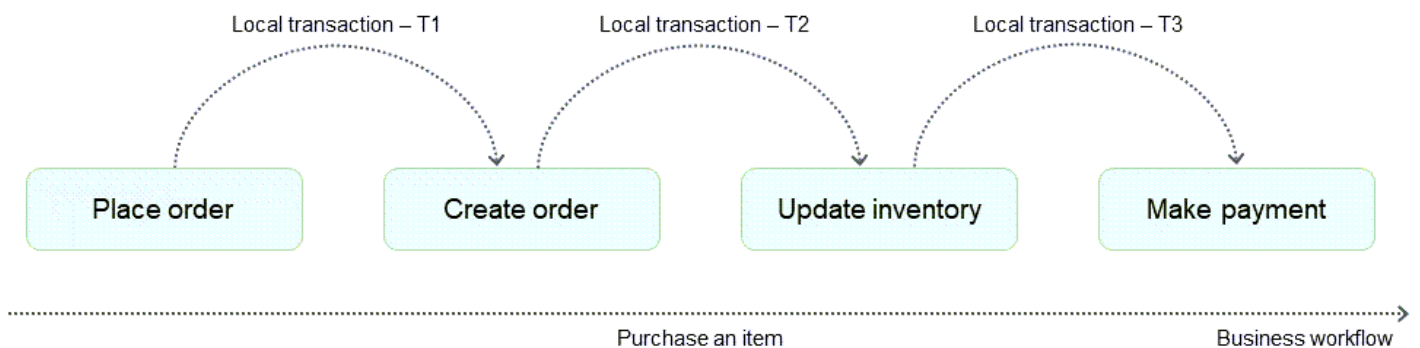 Local transaction – T1
Local transaction – T2
Local transaction – T3
Place order
Create order
Update inventory
Make payment
Purchase an item
Business workflow